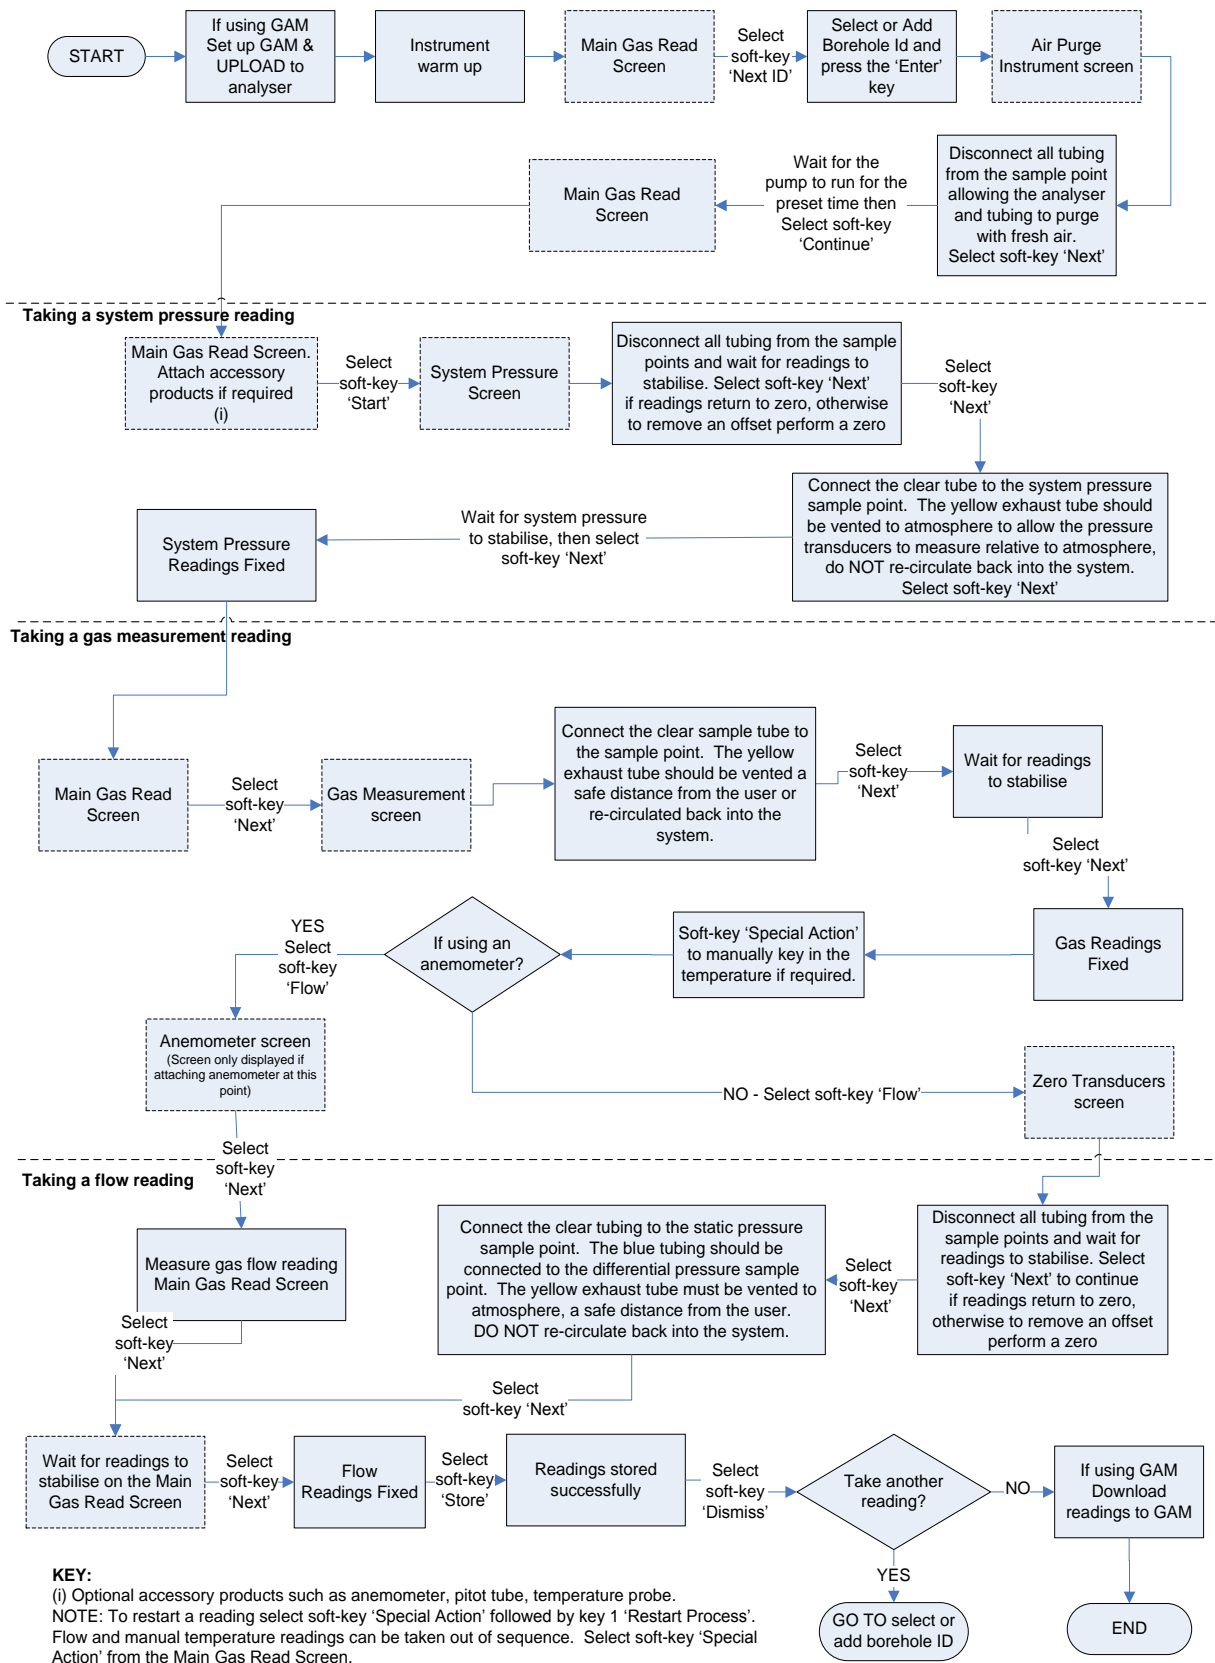 START
If using GAM
Set up GAM &
UPLOAD to
analyser
Instrument
warm up
Main Gas Read
Screen
Select
soft-key
‘Next ID’
Select or Add
Borehole Id and
press the ‘Enter’
key
Air Purge
Instrument screen
Disconnect all tubing
from the sample point
allowing the analyser
and tubing to purge
with fresh air.
Select soft-key ‘Next’
Wait for the
pump to run for the
preset time then
Select soft-key
‘Continue’
Main Gas Read
Screen
Taking a system pressure reading
Main Gas Read Screen.
Attach accessory
products if required
(i)
Select
soft-key
‘Start’
System Pressure
Screen
Disconnect all tubing from the sample
points and wait for readings to
stabilise. Select soft-key ‘Next’
if readings return to zero, otherwise
to remove an offset perform a zero
Select
soft-key
‘Next’
Connect the clear tube to the system pressure
sample point. The yellow exhaust tube should
be vented to atmosphere to allow the pressure
transducers to measure relative to atmosphere,
do NOT re-circulate back into the system.
Select soft-key ‘Next’
Wait for system pressure
to stabilise, then select
soft-key ‘Next’
System Pressure
Readings Fixed
Taking a gas measurement reading
Main Gas Read
Screen
Select
soft-key
‘Next’
Gas Measurement
screen
Connect the clear sample tube to
the sample point. The yellow
exhaust tube should be vented a
safe distance from the user or
re-circulated back into the
system.
Select
soft-key
‘Next’
Wait for readings
to stabilise
Select
soft-key ‘Next’
Gas Readings
Fixed
Soft-key ‘Special Action’
to manually key in the
temperature if required.
If using an
anemometer?
YES
Select
soft-key
‘Flow’
Anemometer screen
(Screen only displayed if
attaching anemometer at this
point)
NO - Select soft-key ‘Flow’
Zero Transducers
screen
Select
soft-key
‘Next’
Taking a flow reading
Measure gas flow reading
Main Gas Read Screen
Disconnect all tubing from the
sample points and wait for
readings to stabilise. Select
soft-key ‘Next’ to continue
if readings return to zero,
otherwise to remove an offset
perform a zero
Select
soft-key
‘Next’
Connect the clear tubing to the static pressure
sample point. The blue tubing should be
connected to the differential pressure sample
point. The yellow exhaust tube must be vented to
atmosphere, a safe distance from the user.
DO NOT re-circulate back into the system.
Select
soft-key
‘Next’
Select
soft-key ‘Next’
Wait for readings to
stabilise on the Main
Gas Read Screen
Select
soft-key
‘Next’
Flow
Readings Fixed
Select
soft-key
‘Store’
Readings stored
successfully
Select
soft-key
‘Dismiss’
Take another
reading?
NO
If using GAM
Download
readings to GAM
YES
GO TO select or
add borehole ID
END
KEY:
(i) Optional accessory products such as anemometer, pitot tube, temperature probe.
NOTE: To restart a reading select soft-key ‘Special Action’ followed by key 1 ‘Restart Process’.
Flow and manual temperature readings can be taken out of sequence. Select soft-key ‘Special
Action’ from the Main Gas Read Screen.